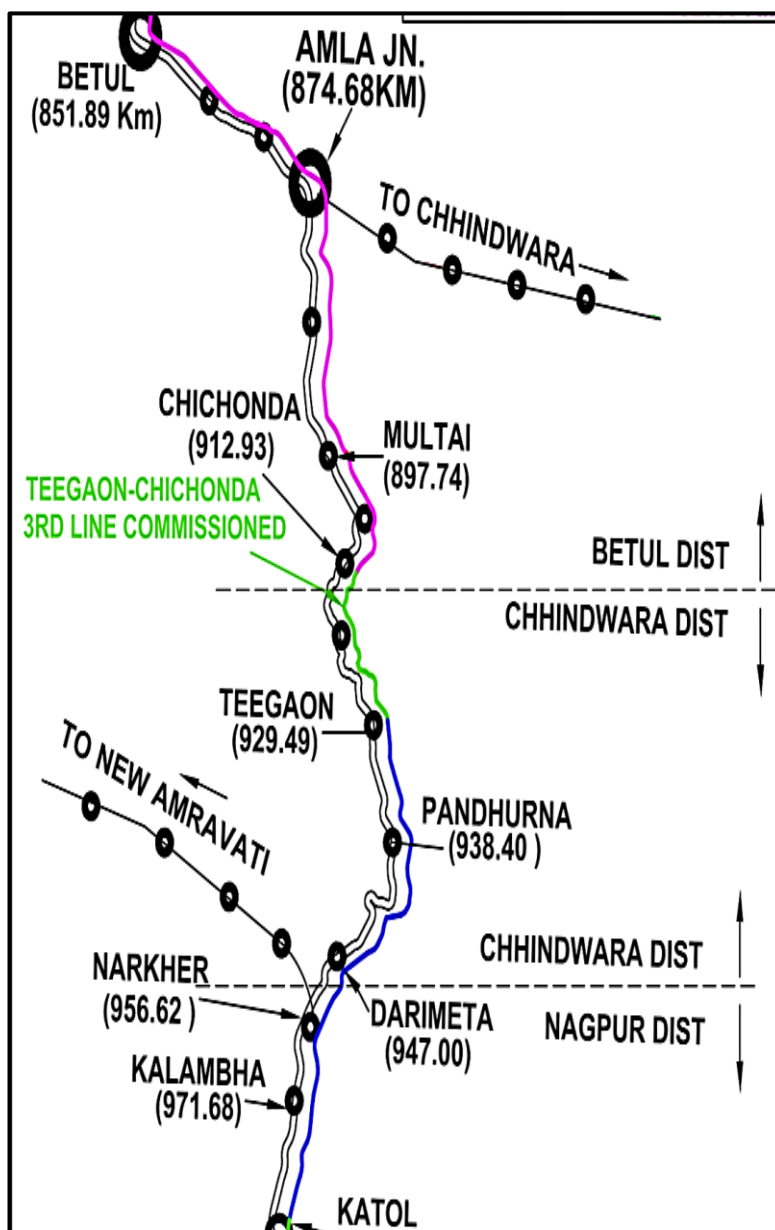 AMLA JN.
(874.68KM)
BETUL
(851.89 Km)
TO CHHINDWARA
CHICHONDA
(912.93)
MULTAI
(897.74)
TEEGAON-CHICHONDA
3RD LINE COMMISSIONED
BETUL DIST
CHHINDWARA DIST
TEEGAON
(929.49)
TO NEW AMRAVATI
PANDHURNA
(938.40 )
CHHINDWARA DIST
NARKHER
(956.62 )
DARIMETA
(947.00)
NAGPUR DIST
KALAMBHA
(971.68)
KATOL